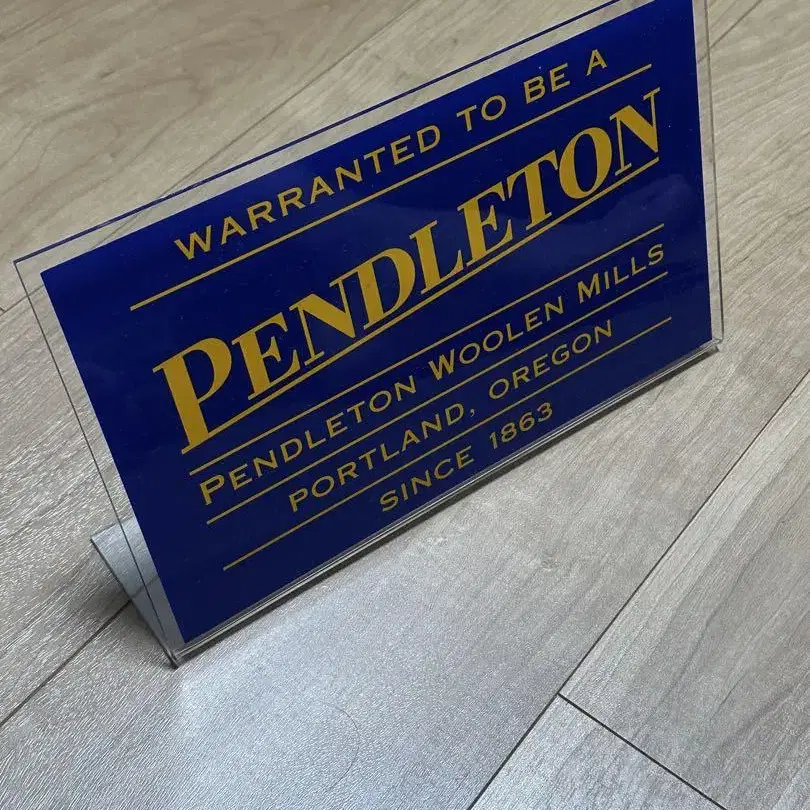 WARRANTED TO BE A
PENDLETON
PENDLETON WOOLEN MILLS
PORTLAND, OREGON
SINCE 1863